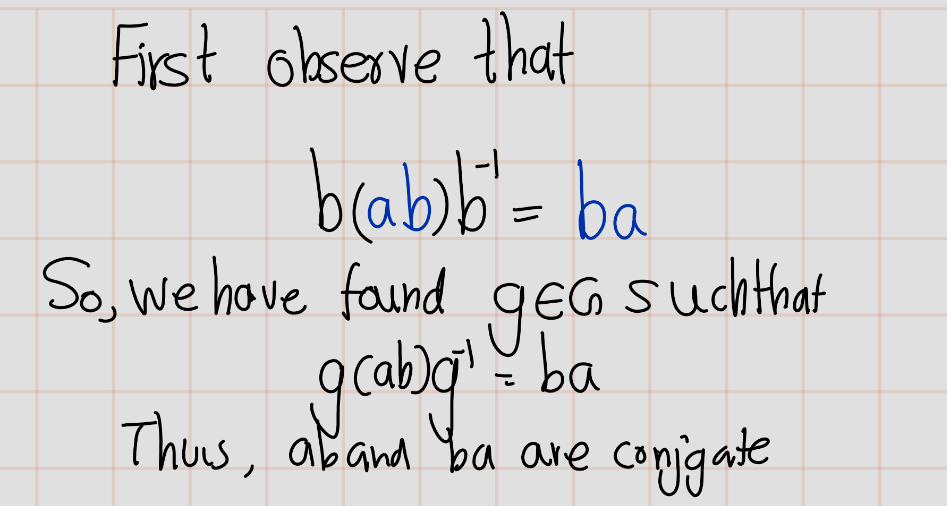 First observe that
b(ab)b⁻¹ = ba
So, we have found g∈G such that
g(ab)g⁻¹ = ba
Thus, ab and ba are conjgate